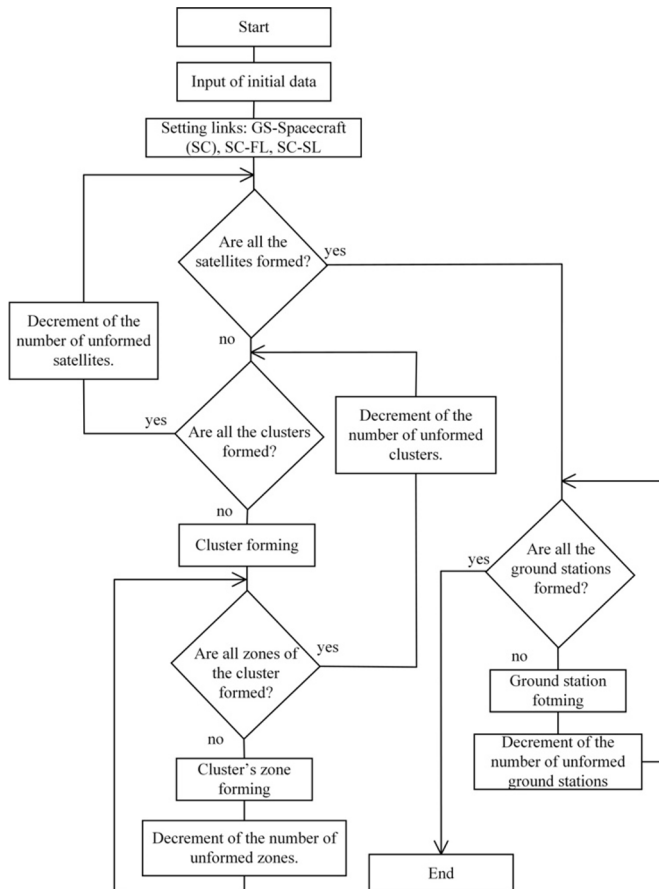 Start
Input of initial data
Setting links: GS-Spacecraft
(SC), SC-FL, SC-SL
Are all the
satellites formed?
yes
no
Decrement of the
number of unformed
satellites.
yes
Are all the clusters
formed?
no
Decrement of the
number of unformed
clusters.
Cluster forming
Are all zones of
the cluster
formed?
yes
no
Cluster's zone
forming
Decrement of the number of
unformed zones.
yes
Are all the
ground stations
formed?
no
Ground station
fotming
Decrement of the
number of unformed
ground stations
End